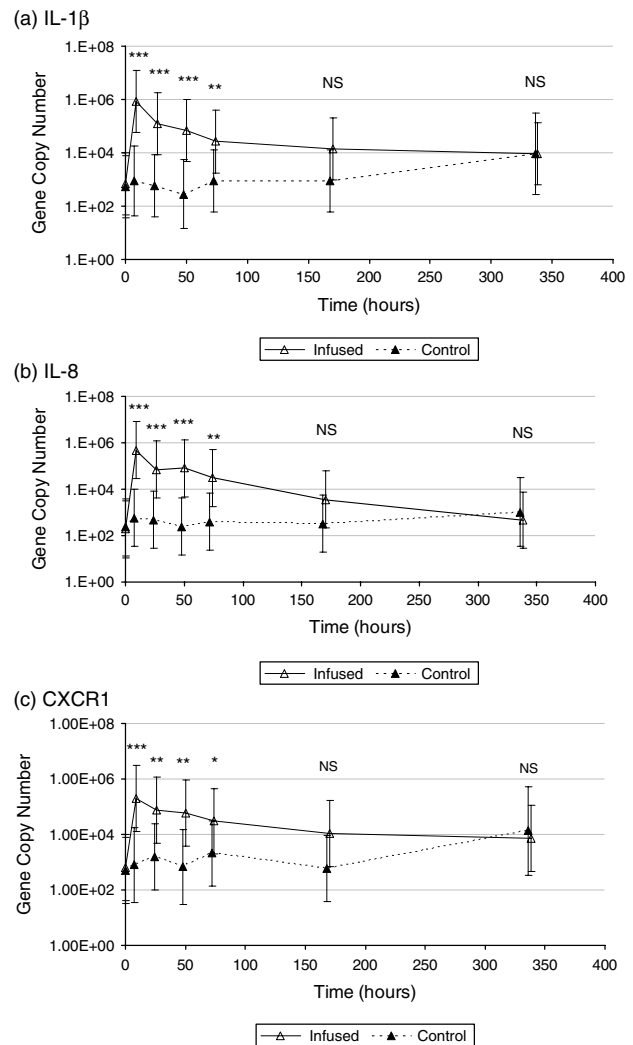 (a) IL-1β
1.E+08
1.E+06
1.E+04
1.E+02
1.E+00
Gene Copy Number
*** *** *** ** NS NS
0 50 100 150 200 250 300 350 400
Time (hours)
Infused Control
(b) IL-8
1.E+08
1.E+06
1.E+04
1.E+02
1.E+00
Gene Copy Number
*** *** *** ** NS NS
0 50 100 150 200 250 300 350 400
Time (hours)
Infused Control
(c) CXCR1
1.00E+08
1.00E+06
1.00E+04
1.00E+02
1.00E+00
Gene Copy Number
*** ** ** * NS NS
0 50 100 150 200 250 300 350 400
Time (hours)
Infused Control